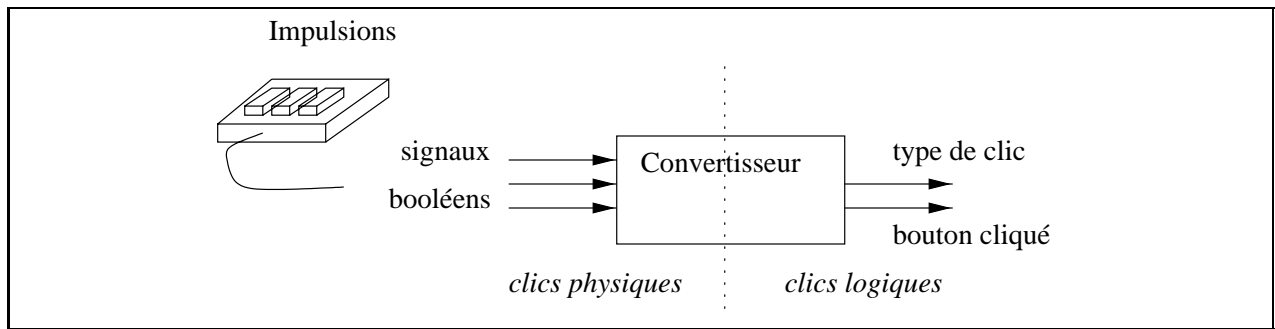 Impulsions
signaux
booléens
Convertisseur
type de clic
bouton cliqué
clics physiques
clics logiques